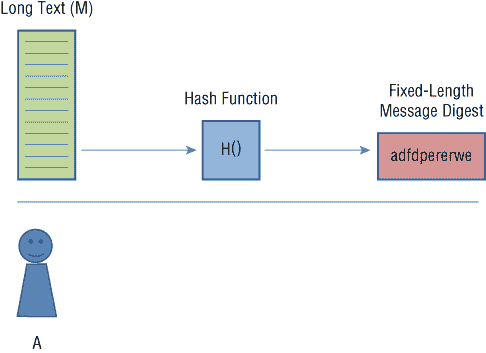 Long Text (M)
Hash Function
H()
Fixed-Length
Message Digest
adfdpererwe
A